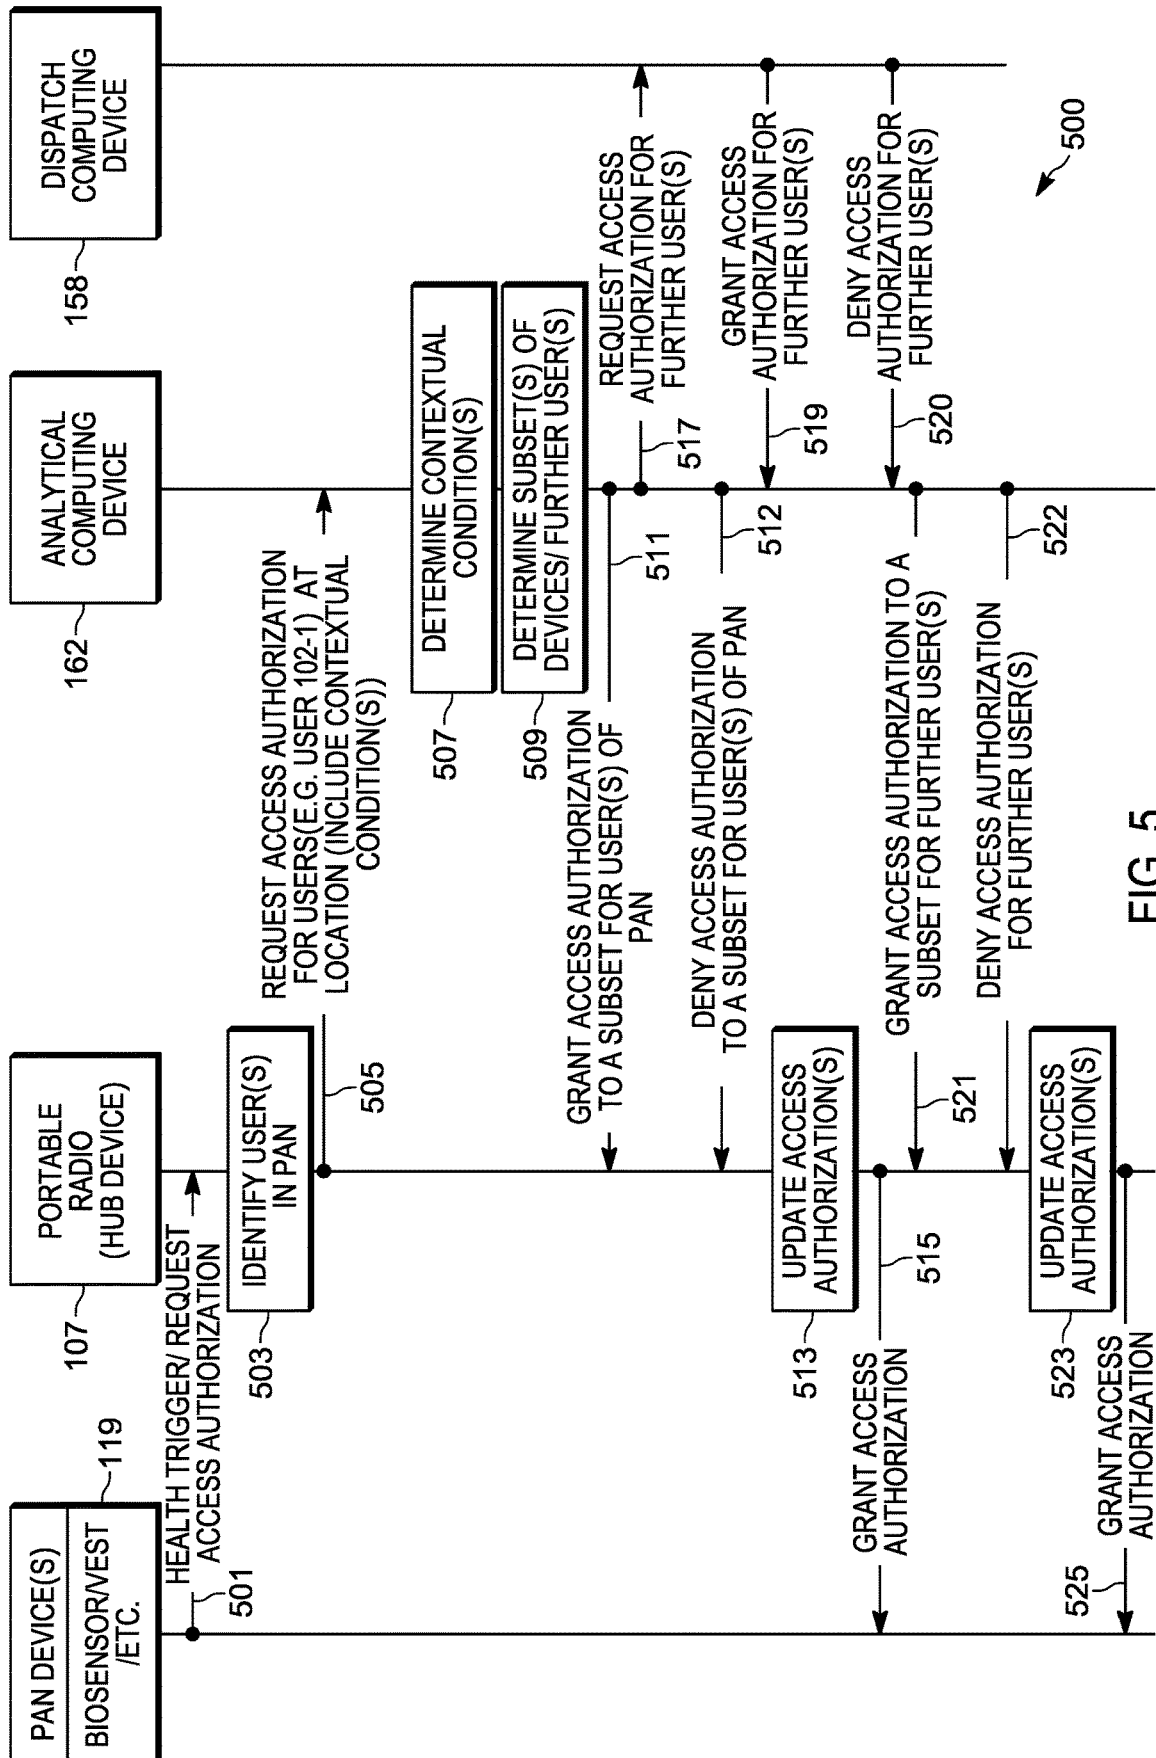 PAN DEVICE(S)
BIOSENSOR/VEST
/ETC.
119
PORTABLE
RADIO
(HUB DEVICE)
107
ANALYTICAL
COMPUTING
DEVICE
162
DISPATCH
COMPUTING
DEVICE
158
HEALTH TRIGGER/ REQUEST
ACCESS AUTHORIZATION
501
IDENTIFY USER(S)
IN PAN
503
REQUEST ACCESS AUTHORIZATION
FOR USERS(E.G. USER 102-1) AT
LOCATION (INCLUDE CONTEXTUAL
CONDITION(S))
505
DETERMINE CONTEXTUAL
CONDITION(S)
507
DETERMINE SUBSET(S) OF
DEVICES/ FURTHER USER(S)
509
GRANT ACCESS AUTHORIZATION
TO A SUBSET FOR USER(S) OF
PAN
511
REQUEST ACCESS
AUTHORIZATION FOR
FURTHER USER(S)
517
DENY ACCESS AUTHORIZATION
TO A SUBSET FOR USER(S) OF PAN
512
GRANT ACCESS
AUTHORIZATION FOR
FURTHER USER(S)
519
UPDATE ACCESS
AUTHORIZATION(S)
513
GRANT ACCESS
AUTHORIZATION
515
DENY ACCESS
AUTHORIZATION FOR
FURTHER USER(S)
520
GRANT ACCESS AUTHORIZATION TO A
SUBSET FOR FURTHER USER(S)
521
DENY ACCESS AUTHORIZATION
FOR FURTHER USER(S)
522
UPDATE ACCESS
AUTHORIZATION(S)
523
GRANT ACCESS
AUTHORIZATION
525
500
FIG. 5